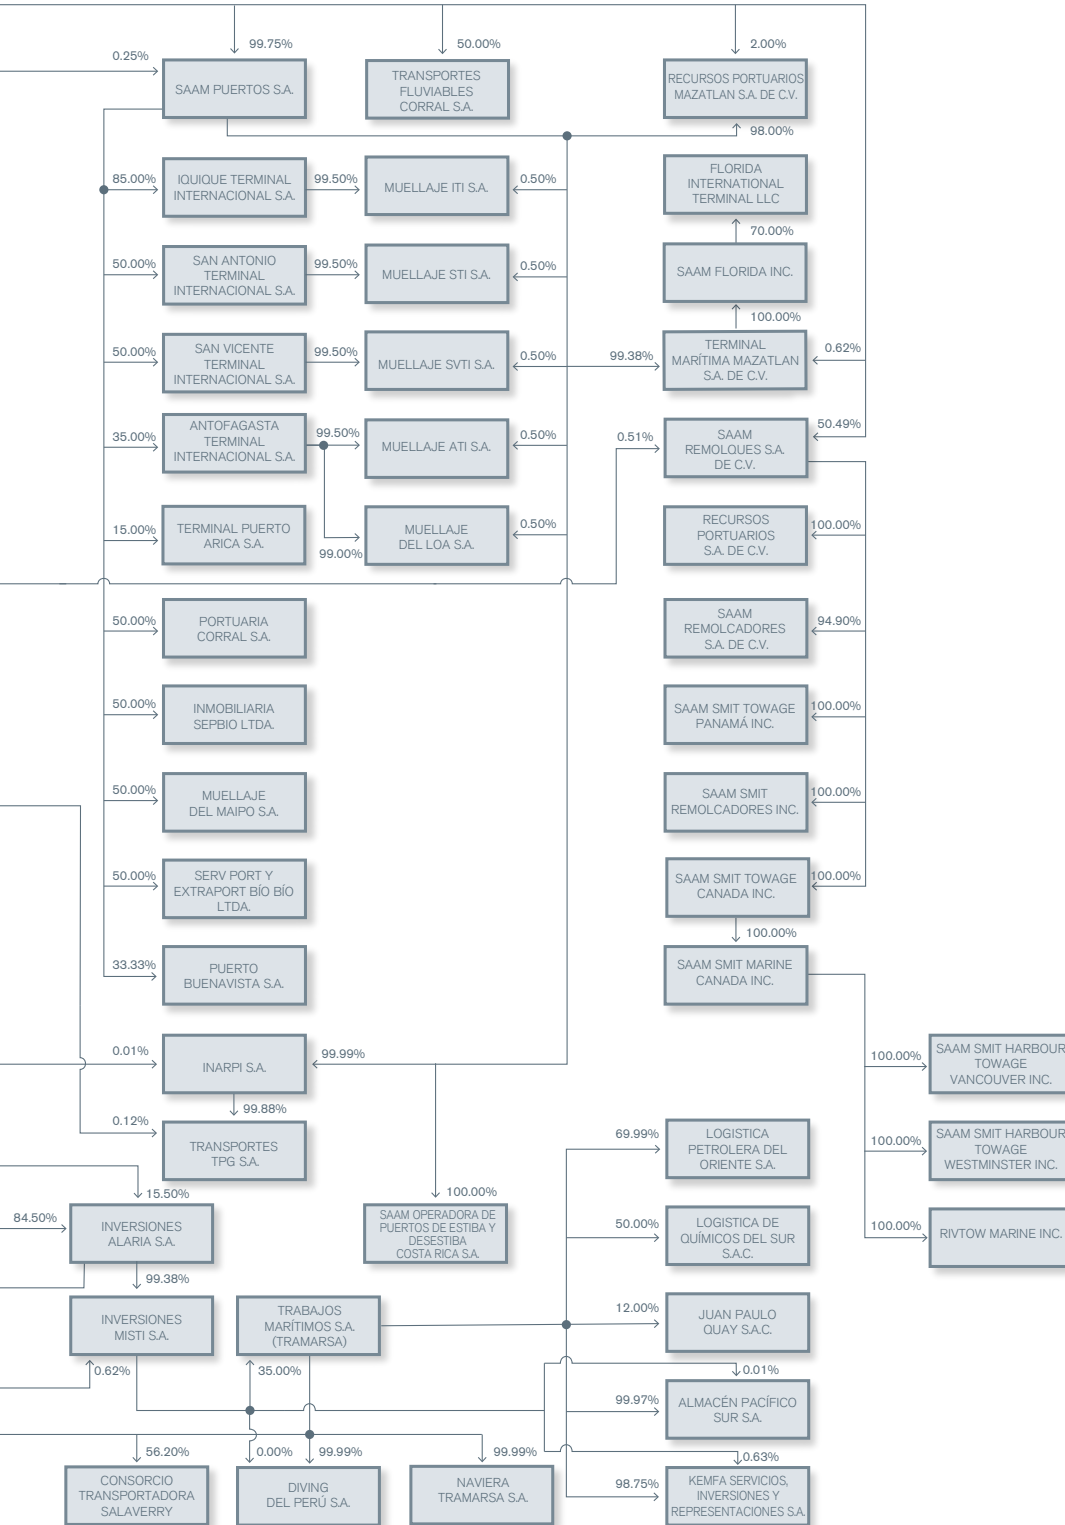 99.75%
50.00%
2.00%
0.25%
SAAM PUERTOS S.A.
TRANSPORTES
FLUVIABLES
CORRAL S.A.
RECURSOS PORTUARIOS
MAZATLAN S.A. DE C.V.
98.00%
85.00%
IQUIQUE TERMINAL
INTERNACIONAL S.A.
99.50%
MUELLAJE ITI S.A.
0.50%
FLORIDA
INTERNATIONAL
TERMINAL LLC
70.00%
50.00%
SAN ANTONIO
TERMINAL
INTERNACIONAL S.A.
99.50%
MUELLAJE STI S.A.
0.50%
SAAM FLORIDA INC.
100.00%
50.00%
SAN VICENTE
TERMINAL
INTERNACIONAL S.A.
99.50%
MUELLAJE SVTI S.A.
0.50%
99.38%
TERMINAL
MARÍTIMA MAZATLAN
S.A. DE C.V.
0.62%
35.00%
ANTOFAGASTA
TERMINAL
INTERNACIONAL S.A.
99.50%
MUELLAJE ATI S.A.
0.50%
0.51%
SAAM
REMOLQUES S.A.
DE C.V.
50.49%
15.00%
TERMINAL PUERTO
ARICA S.A.
99.00%
MUELLAJE
DEL LOA S.A.
0.50%
RECURSOS
PORTUARIOS
S.A. DE C.V.
100.00%
50.00%
PORTUARIA
CORRAL S.A.
SAAM
REMOLCADORES
S.A. DE C.V.
94.90%
50.00%
INMOBILIARIA
SEPBIO LTDA.
SAAM SMIT TOWAGE
PANAMÁ INC.
100.00%
50.00%
MUELLAJE
DEL MAIPO S.A.
SAAM SMIT
REMOLCADORES INC.
100.00%
50.00%
SERV PORT Y
EXTRAPORT BÍO BÍO
LTDA.
SAAM SMIT TOWAGE
CANADA INC.
100.00%
100.00%
33.33%
PUERTO
BUENAVISTA S.A.
SAAM SMIT MARINE
CANADA INC.
0.01%
INARPI S.A.
99.99%
100.00%
SAAM SMIT HARBOUR
TOWAGE
VANCOUVER INC.
99.88%
0.12%
TRANSPORTES
TPG S.A.
69.99%
LOGISTICA
PETROLERA DEL
ORIENTE S.A.
100.00%
SAAM SMIT HARBOUR
TOWAGE
WESTMINSTER INC.
15.50%
100.00%
84.50%
INVERSIONES
ALARIA S.A.
SAAM OPERADORA DE
PUERTOS DE ESTIBA Y
DESESTIBA
COSTA RICA S.A.
50.00%
LOGISTICA DE
QUÍMICOS DEL SUR
S.A.C.
100.00%
RIVTOW MARINE INC.
99.38%
INVERSIONES
MISTI S.A.
TRABAJOS
MARÍTIMOS S.A.
(TRAMARSA)
12.00%
JUAN PAULO
QUAY S.A.C.
0.62%
35.00%
0.01%
99.97%
ALMACÉN PACÍFICO
SUR S.A.
56.20%
0.00%
99.99%
99.99%
0.63%
CONSORCIO
TRANSPORTADORA
SALAVERRY
DIVING
DEL PERÚ S.A.
NAVIERA
TRAMARSA S.A.
98.75%
KEMFA SERVICIOS,
INVERSIONES Y
REPRESENTACIONES S.A.